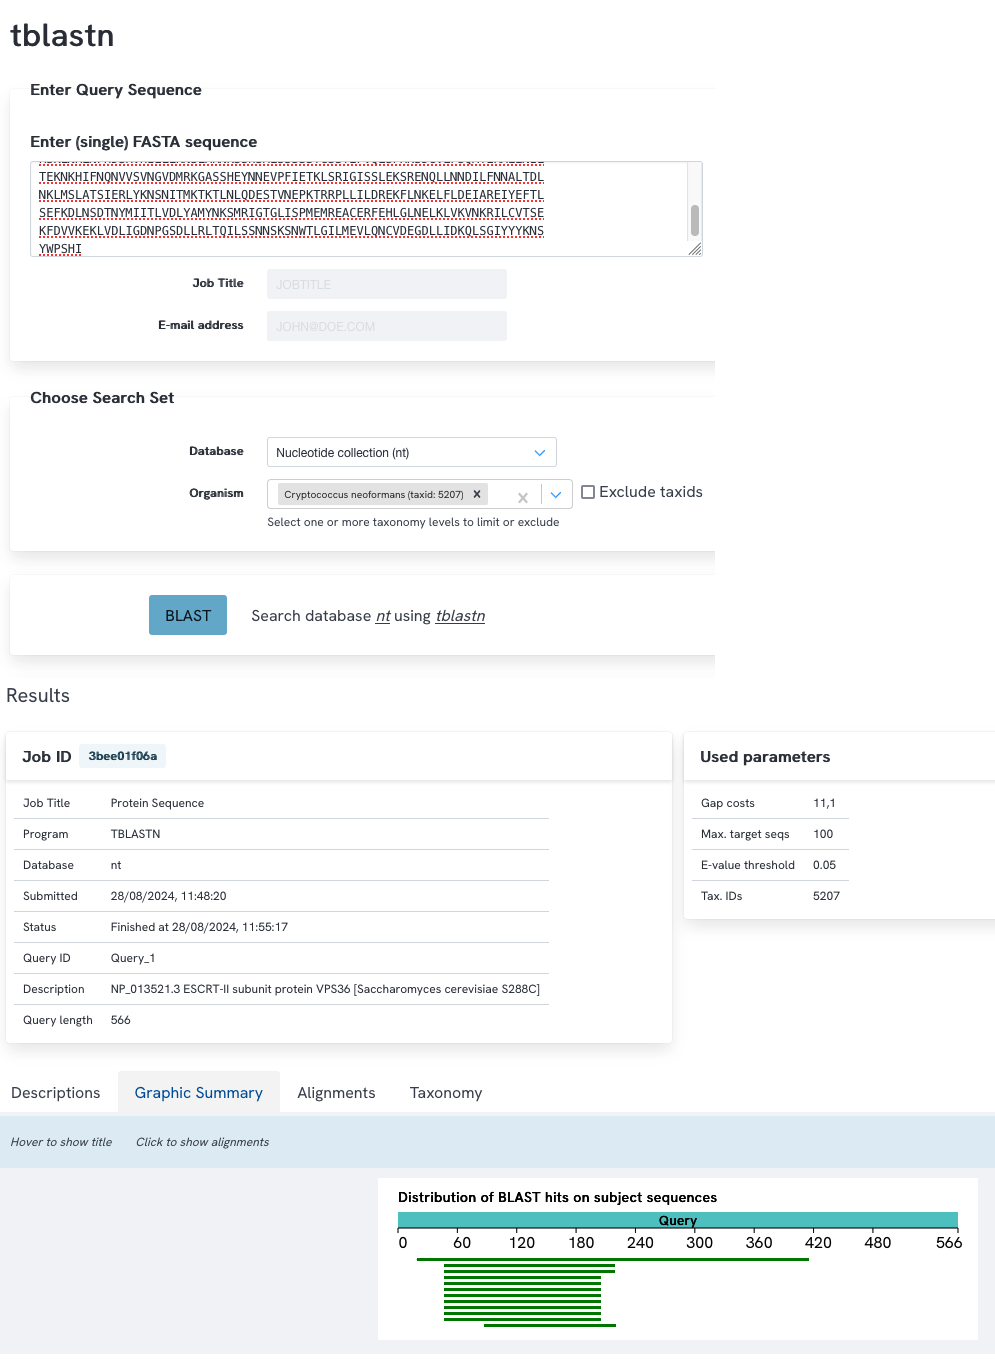 tblastn
Enter Query Sequence
Enter (single) FASTA sequence
TEKNKHIFNQNVVSVNGVDMRKGASSHEYNNEVPFIETKLSRIGISSLEKSRENQLLNNDILFNNALTDL
NKLMSLATSIERLYKNSNITMKTKTLNLQDESTVNEPKTRRPLLILDREKFLNKELFLDEIAREIYEFTL
SEFKDLNSDTNYMIITLVDLYAMYNKSMRIGTGLISPMEMREACERFEHLGLNELKLVKVNKRILCVTSE
KFDVVKEKLVDLIGDNPGSDLLRLTQILSSNNSKSNWTLGILMEVLQNCVDEGDLLIDKQLSGIYYYKNS
YWPSHI
Job Title JOBTITLE
E-mail address JOHN@DOE.COM
Choose Search Set
Database Nucleotide collection (nt)
Organism Cryptococcus neoformans (taxid: 5207) Exclude taxids
Select one or more taxonomy levels to limit or exclude
BLAST Search database nt using tblastn
Results
Job ID 3bee01f06a Used parameters
Job Title Protein Sequence Gap costs 11,1
Program TBLASTN Max. target seqs 100
Database nt E-value threshold 0.05
Submitted 28/08/2024, 11:48:20 Tax. IDs 5207
Status Finished at 28/08/2024, 11:55:17
Query ID Query_1
Description NP_013521.3 ESCRT-II subunit protein VPS36 [Saccharomyces cerevisiae S288C]
Query length 566
Descriptions Graphic Summary Alignments Taxonomy
Hover to show title Click to show alignments
Distribution of BLAST hits on subject sequences
Query
0 60 120 180 240 300 360 420 480 566